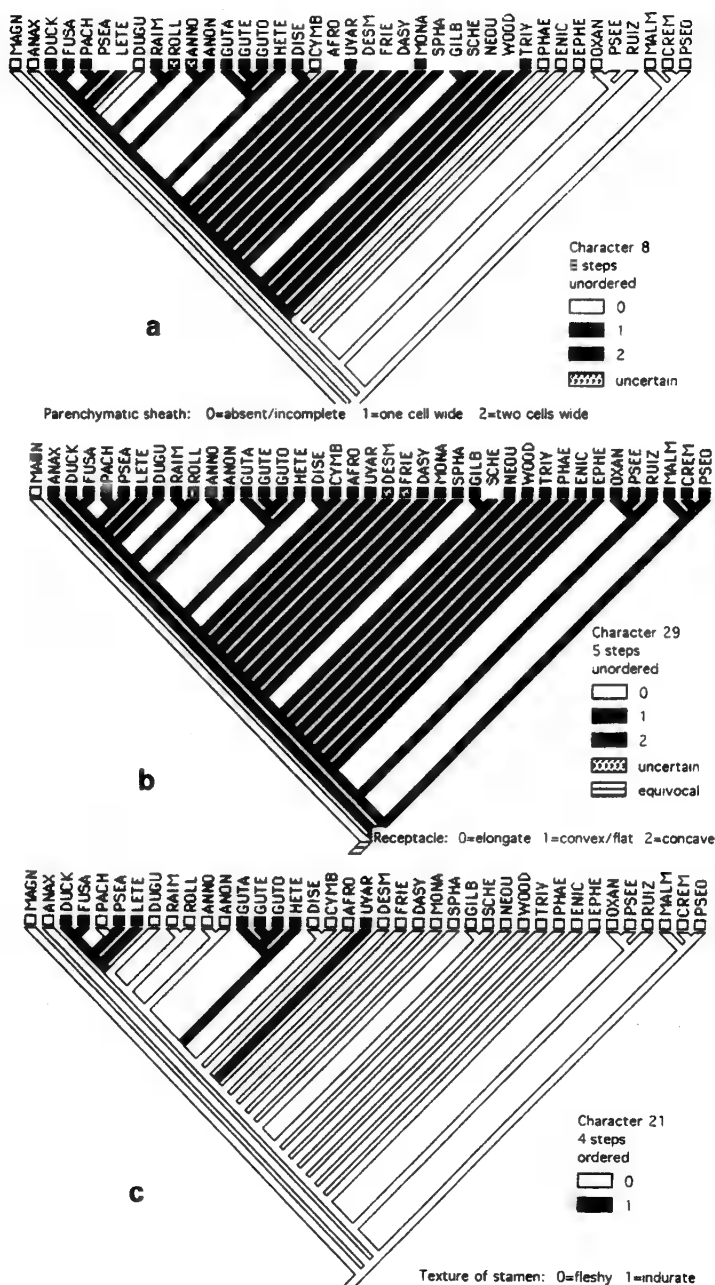 MAGN ANAX DUCK FUSA PACH PSEA LETE DUGU RAIM ROLL ANNO ANON GUTA GUTE GUTO HETE DISE CYMB AFRO UVAR DESM FRIE DASY MONA SPHA GILB SCHE NEOU WOOD TRIV PHAE ENIC EPHE OXAN PSEE RUIZ MALM CREM PSEO
Character 8
steps
unordered
0
1
2
uncertain
a
Parenchymatic sheath: 0=absent/incomplete 1=one cell wide 2=two cells wide
MAGN ANAX DUCK FUSA PACH PSEA LETE DUGU RAIM ROLL ANNO ANON GUTA GUTE GUTO HETE DISE CYMB AFRO UVAR DESM FRIE DASY MONA SPHA GILB SCHE NEOU WOOD TRIV PHAE ENIC EPHE OXAN PSEE RUIZ MALM CREM PSEO
Character 29
5 steps
unordered
0
1
2
uncertain
equivocal
b
Receptacle: 0=elongate 1=convex/flat 2=concave
MAGN ANAX DUCK FUSA PACH PSEA LETE DUGU RAIM ROLL ANNO ANON GUTA GUTE GUTO HETE DISE CYMB AFRO UVAR DESM FRIE DASY MONA SPHA GILB SCHE NEOU WOOD TRIV PHAE ENIC EPHE OXAN PSEE RUIZ MALM CREM PSEO
Character 21
4 steps
ordered
0
1
c
Texture of stamen: 0=fleshy 1=indurate